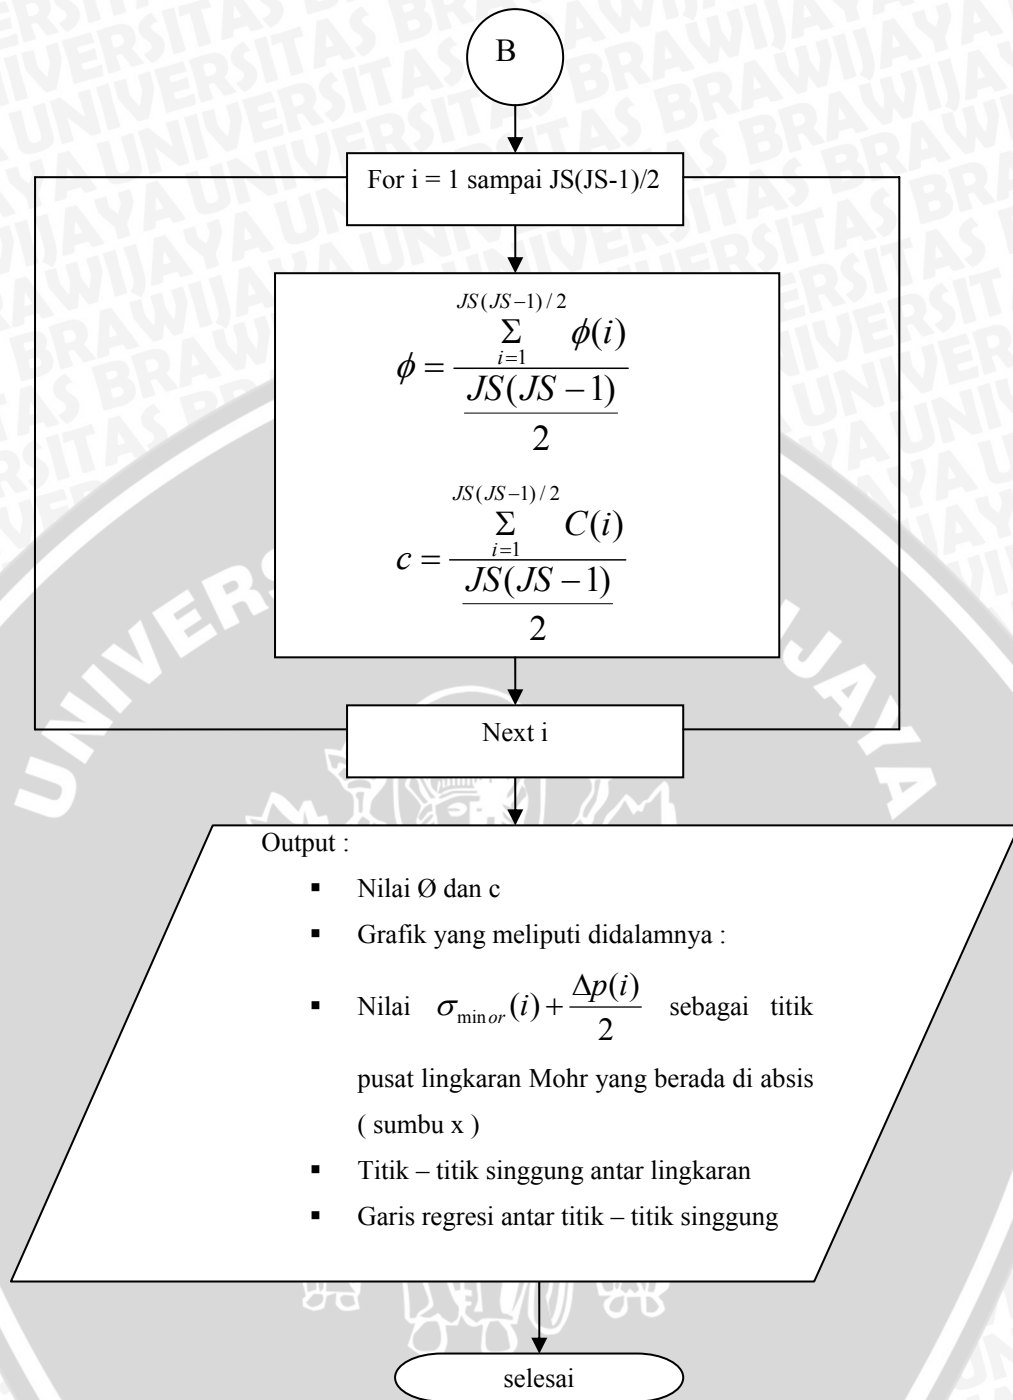 B
For i = 1 sampai JS(JS-1)/2
JS(JS−1)/2
Σ φ(i)
i=1
φ =
JS(JS − 1)
2
JS(JS−1)/2
Σ C(i)
i=1
c =
JS(JS − 1)
2
Next i
Output :
▪ Nilai Ø dan c
▪ Grafik yang meliputi didalamnya :
▪ Nilai σminor(i) + Δp(i)/2 sebagai titik
pusat lingkaran Mohr yang berada di absis
( sumbu x )
▪ Titik – titik singgung antar lingkaran
▪ Garis regresi antar titik – titik singgung
selesai